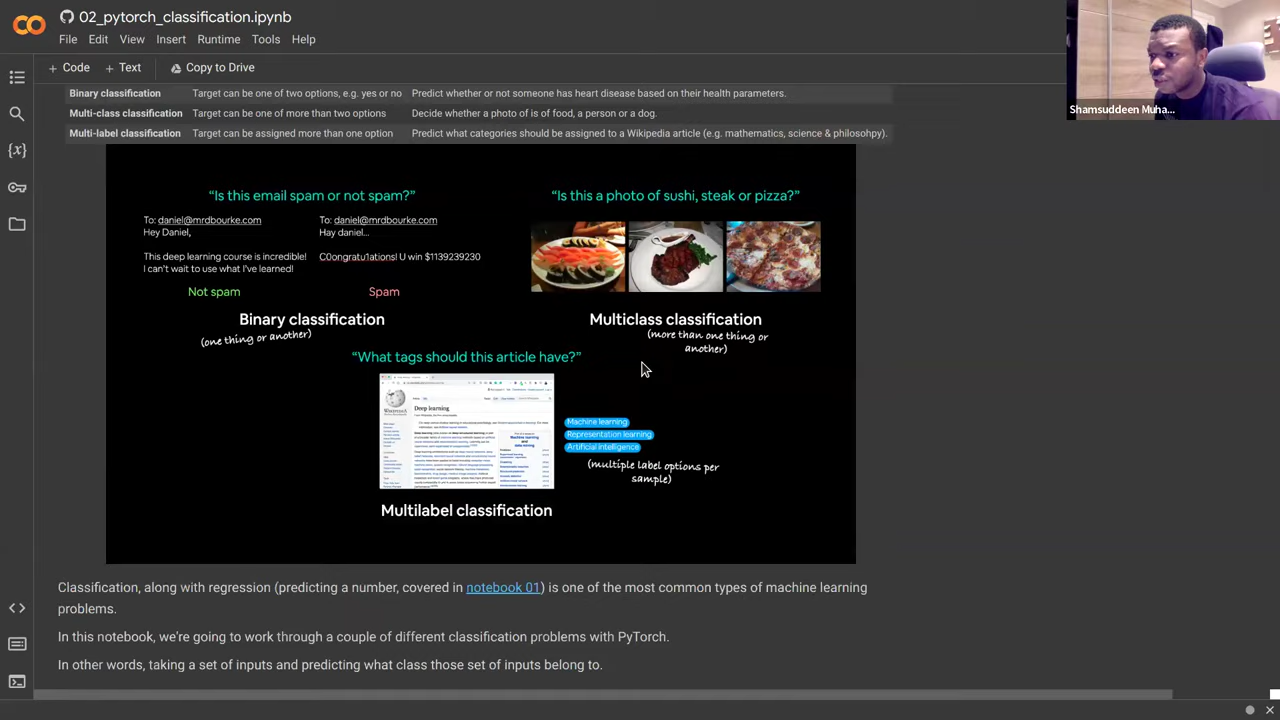 02_pytorch_classification.ipynb
File Edit View Insert Runtime Tools Help
+ Code + Text Copy to Drive
Shamsuddeen Muha...
Binary classification Target can be one of two options, e.g. yes or no Predict whether or not someone has heart disease based on their health parameters.
Multi-class classification Target can be one of more than two options Decide whether a photo of is of food, a person or a dog.
Multi-label classification Target can be assigned more than one option Predict what categories should be assigned to a Wikipedia article (e.g. mathematics, science & philosohpy).
“Is this email spam or not spam?”
To: daniel@mrdbourke.com
Hey Daniel,
This deep learning course is incredible!
I can't wait to use what I've learned!
Not spam
To: daniel@mrdbourke.com
Hay daniel...
C0ongratu1ations! U win $1139239230
Spam
Binary classification
(one thing or another)
“Is this a photo of sushi, steak or pizza?”
Multiclass classification
(more than one thing or
another)
“What tags should this article have?”
Deep learning
Machine learning
Representation learning
Artificial intelligence
(multiple label options
sample)
Multilabel classification
Classification, along with regression (predicting a number, covered in notebook 01) is one of the most common types of machine learning
problems.
In this notebook, we're going to work through a couple of different classification problems with PyTorch.
In other words, taking a set of inputs and predicting what class those set of inputs belong to.